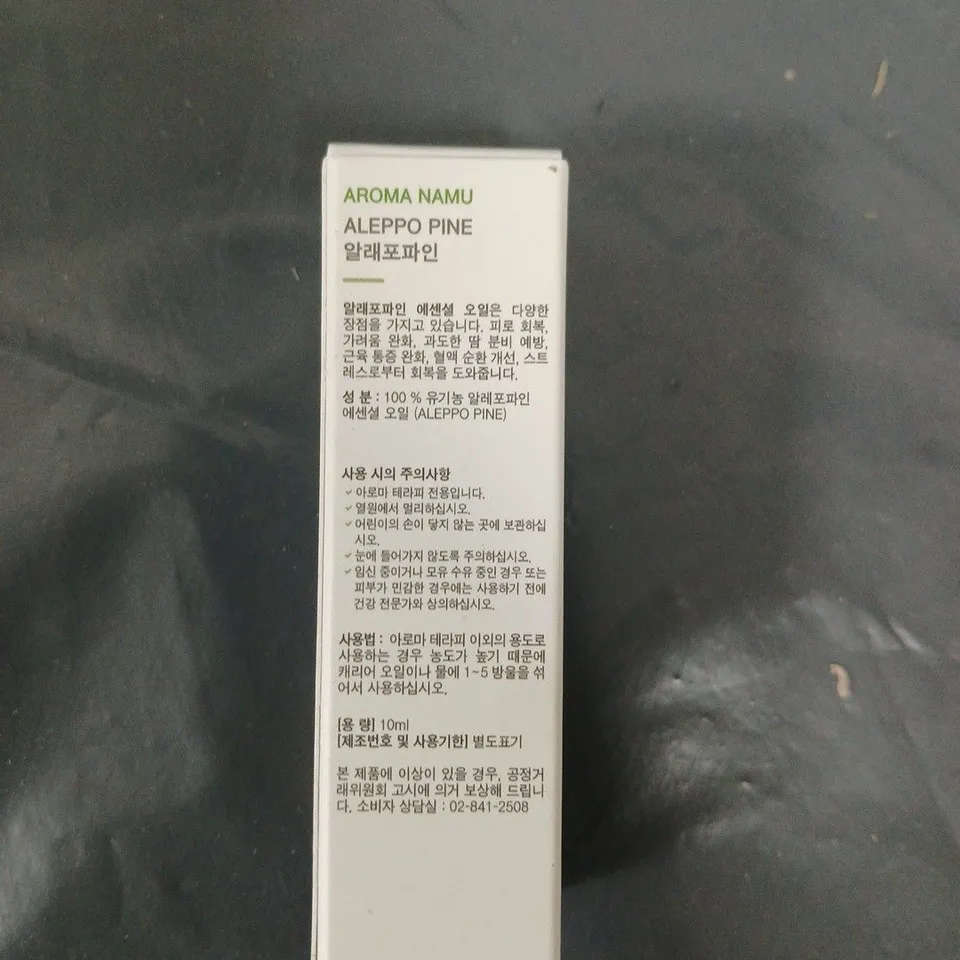 AROMA NAMU
ALEPPO PINE
알래포파인
알래포파인 에센셜 오일은 다양한
장점을 가지고 있습니다. 피로 회복,
가려움 완화, 과도한 땀 분비 예방,
근육 통증 완화, 혈액 순환 개선, 스트
레스로부터 회복을 도와줍니다.
성 분 : 100 % 유기농 알레포파인
에센셜 오일 (ALEPPO PINE)
사용 시의 주의사항
✓아로마 테라피 전용입니다.
✓열원에서 멀리하십시오.
✓어린이의 손이 닿지 않는 곳에 보관하십
시오.
✓눈에 들어가지 않도록 주의하십시오.
✓임신 중이거나 모유 수유 중인 경우 또는
피부가 민감한 경우에는 사용하기 전에
건강 전문가와 상의하십시오.
사용법 : 아로마 테라피 이외의 용도로
사용하는 경우 농도가 높기 때문에
캐리어 오일이나 물에 1~5 방울을 섞
어서 사용하십시오.
[용 량] 10ml
[제조번호 및 사용기한] 별도표기
본 제품에 이상이 있을 경우, 공정거
래위원회 고시에 의거 보상해 드립니
다. 소비자 상담실 : 02-841-2508